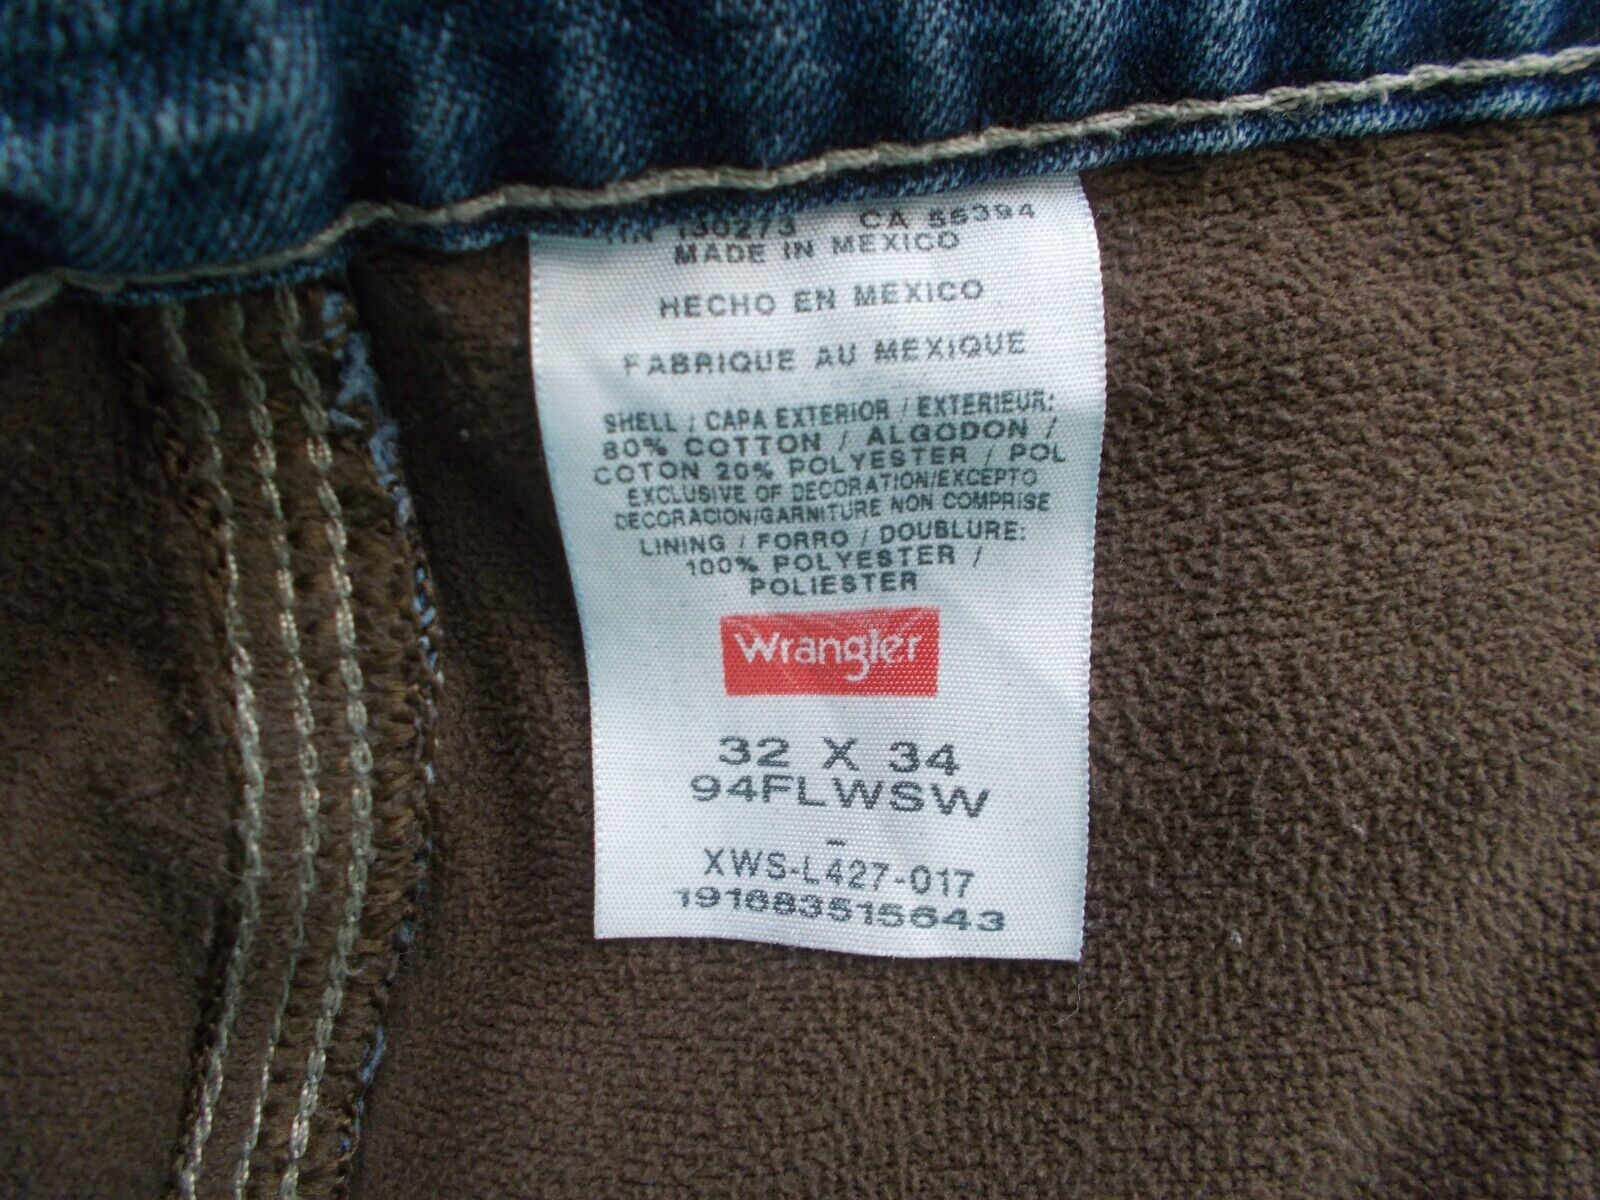 130273 CA 55394
MADE IN MEXICO
HECHO EN MEXICO
FABRIQUE AU MEXIQUE
SHELL / CAPA EXTERIOR / EXTERIEUR:
80% COTTON / ALGODON /
COTON 20% POLYESTER / POL
EXCLUSIVE OF DECORATION/EXCEPTO
DECORACION/GARNITURE NON COMPRISE
LINING / FORRO / DOUBLURE:
100% POLYESTER /
POLIESTER
Wrangler
32 X 34
94FLWSW
-
XWS-L427-017
191683515643